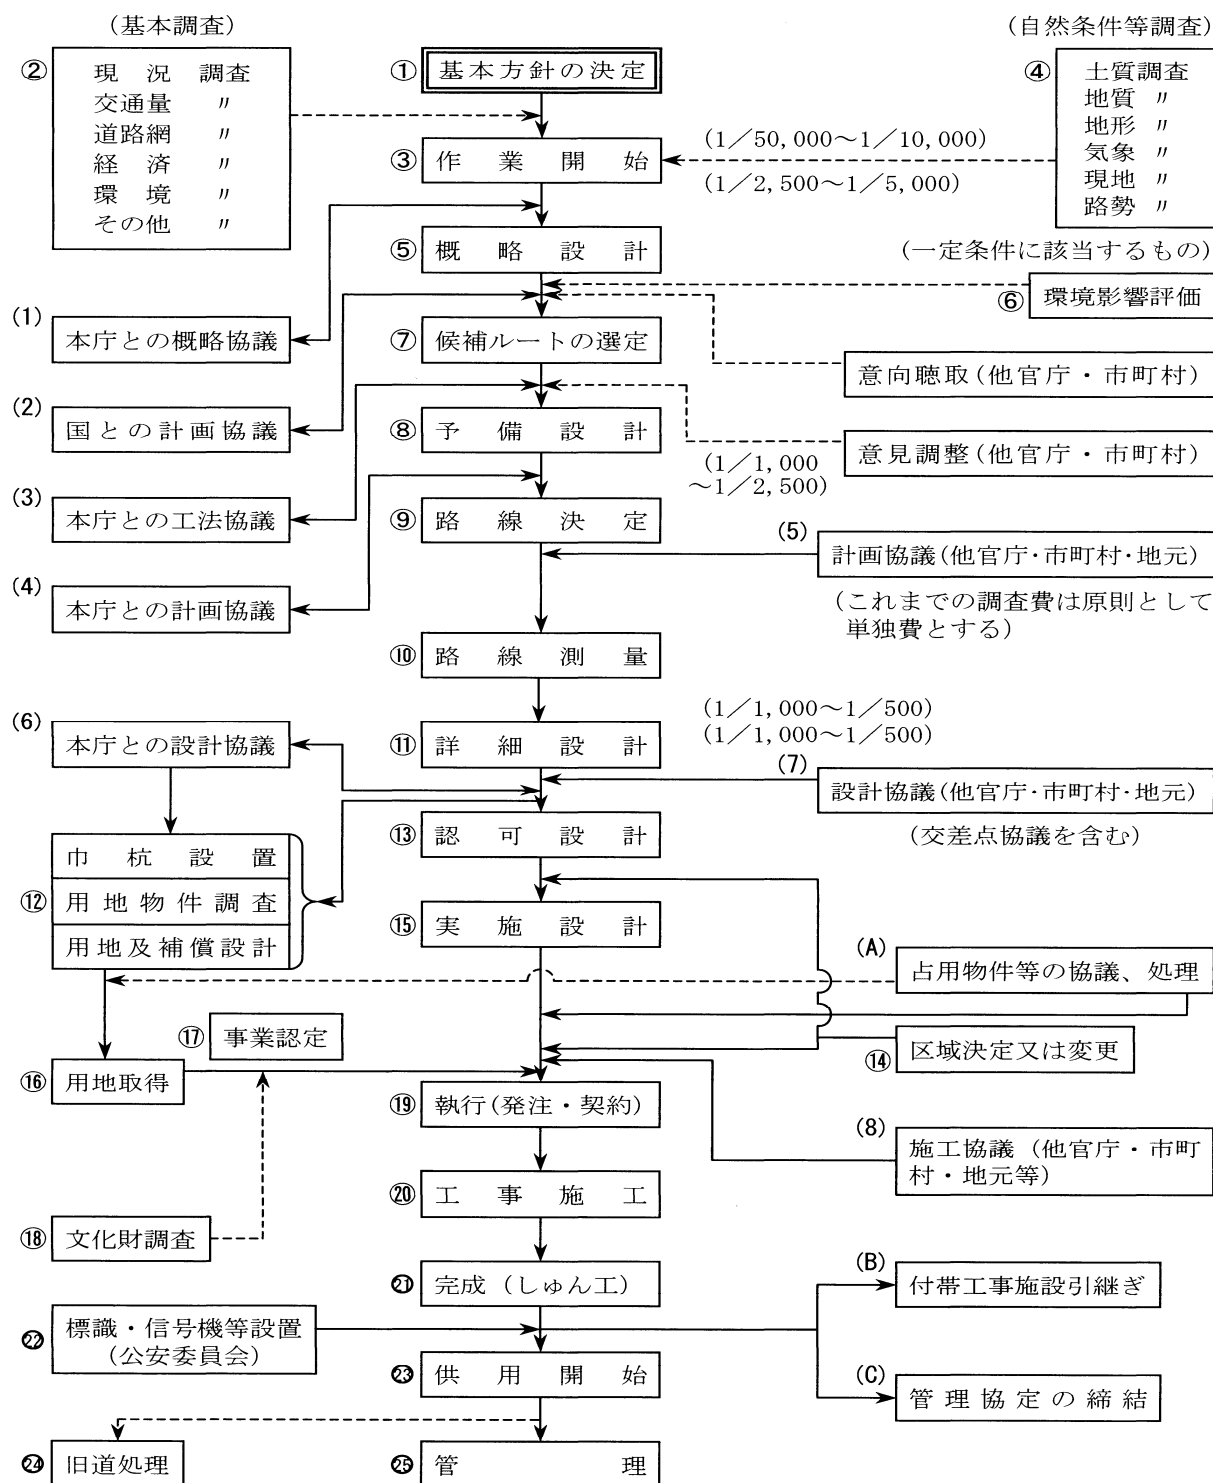 (基本調査)
② 現況調査
交通量 〃
道路網 〃
経済 〃
環境 〃
その他 〃
① 基本方針の決定
(自然条件等調査)
④ 土質調査
地質 〃
地形 〃
気象 〃
現地 〃
路勢 〃
③ 作業開始
(1/50,000~1/10,000)
(1/2,500~1/5,000)
⑤ 概略設計
(一定条件に該当するもの)
⑥ 環境影響評価
(1) 本庁との概略協議
⑦ 候補ルートの選定
意向聴取(他官庁・市町村)
(2) 国との計画協議
⑧ 予備設計
意見調整(他官庁・市町村)
(1/1,000
~1/2,500)
(3) 本庁との工法協議
⑨ 路線決定
(5) 計画協議(他官庁・市町村・地元)
(4) 本庁との計画協議
(これまでの調査費は原則として
単独費とする)
⑩ 路線測量
(6) 本庁との設計協議
⑪ 詳細設計
(1/1,000~1/500)
(1/1,000~1/500)
(7) 設計協議(他官庁・市町村・地元)
(交差点協議を含む)
⑬ 認可設計
巾杭設置
⑫ 用地物件調査
用地及補償設計
⑮ 実施設計
(A) 占用物件等の協議、処理
⑰ 事業認定
⑭ 区域決定又は変更
⑯ 用地取得
⑲ 執行(発注・契約)
(8) 施工協議(他官庁・市町
村・地元等)
⑳ 工事施工
⑱ 文化財調査
㉑ 完成(しゅん工)
(B) 付帯工事施設引継ぎ
㉒ 標識・信号機等設置
(公安委員会)
㉓ 供用開始
(C) 管理協定の締結
㉔ 旧道処理
㉕ 管理